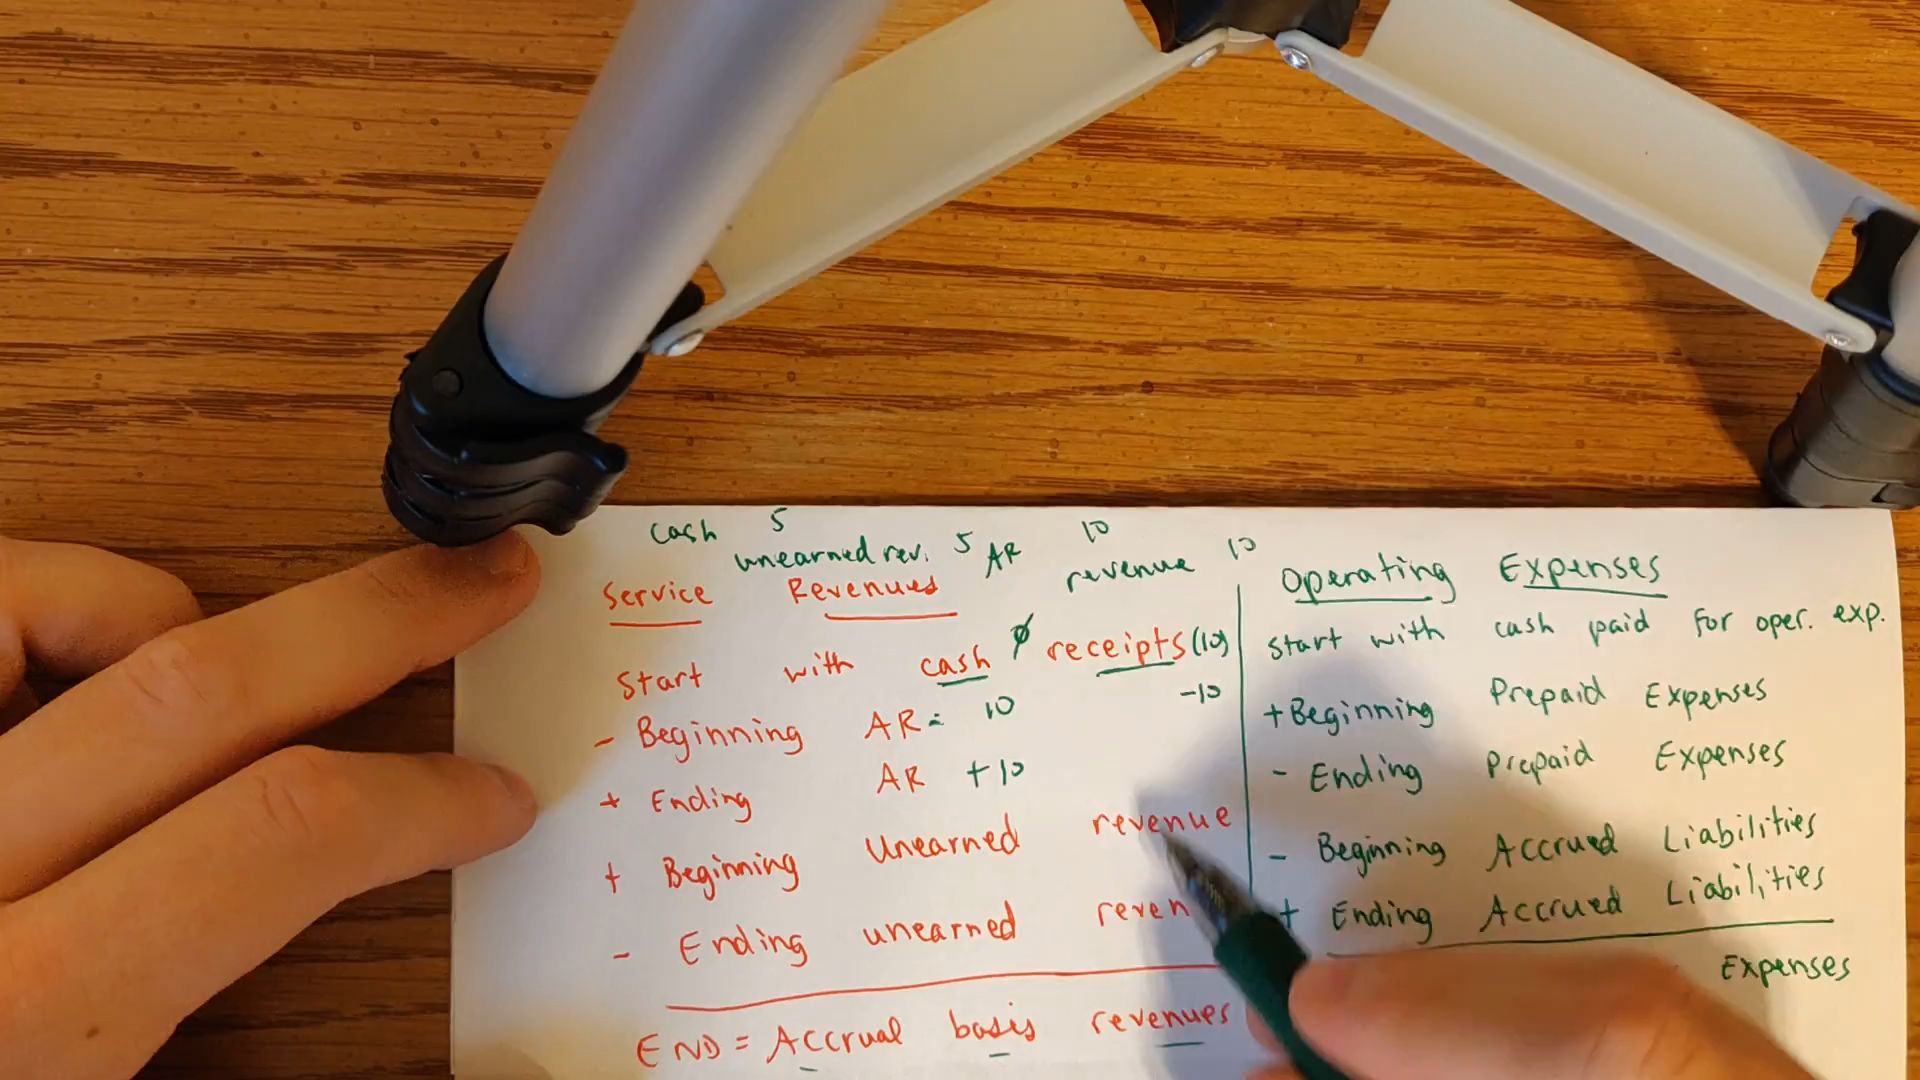 cash 5
unearned rev. 5
AR 10
revenue 10
Service Revenues
Start with cash receipts (10)
- Beginning AR = 10 -10
+ Ending AR +10
+ Beginning Unearned revenue
- Ending unearned reven
END = Accrual basis revenues
Operating Expenses
Start with cash paid for oper. exp.
+ Beginning Prepaid Expenses
- Ending Prepaid Expenses
- Beginning Accrued Liabilities
+ Ending Accrued Liabilities
Expenses